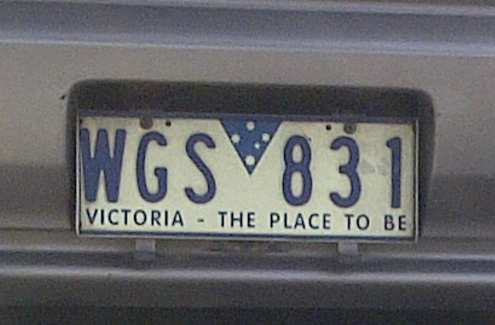 WGS 831
VICTORIA - THE PLACE TO BE